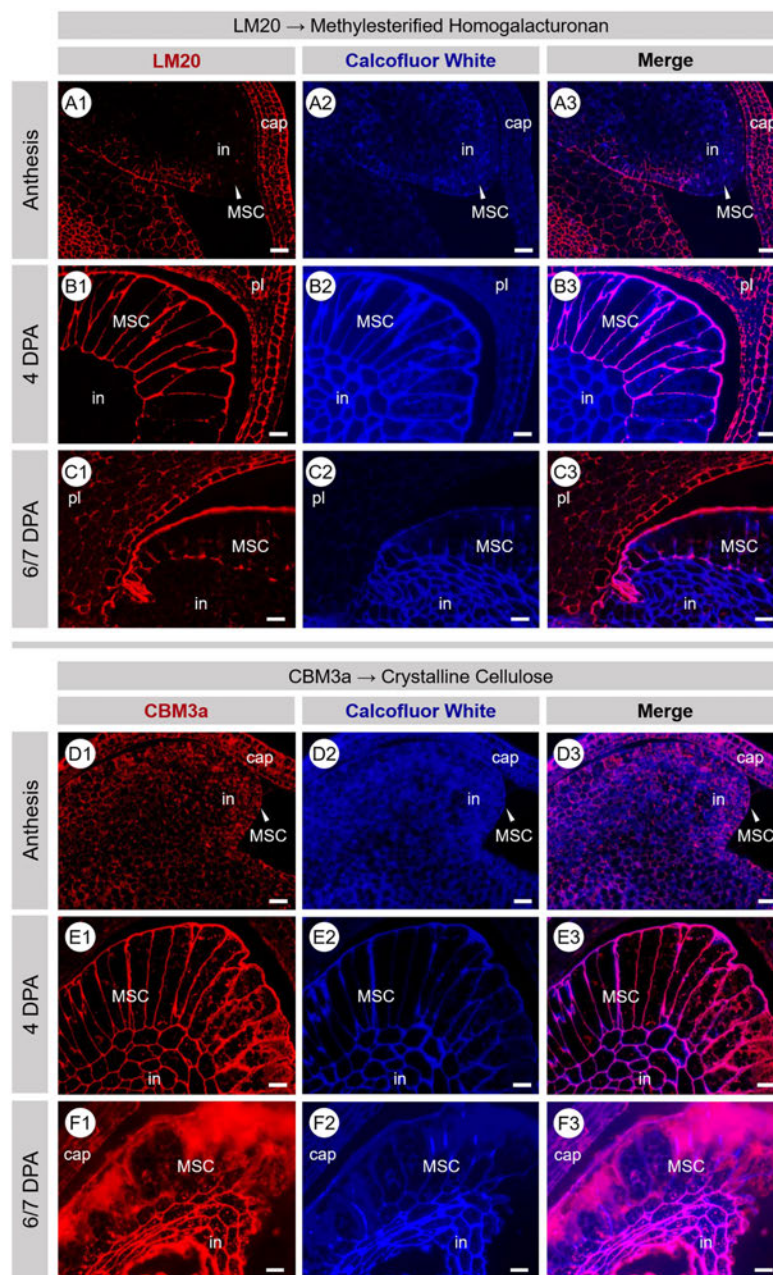 LM20 → Methylesterified Homogalacturonan
LM20 Calcofluor White Merge
Anthesis
A1 cap in MSC
A2 cap in MSC
A3 cap in MSC
4 DPA
B1 pl MSC in
B2 pl MSC in
B3 pl MSC in
6/7 DPA
C1 pl MSC in
C2 pl MSC in
C3 pl MSC in
CBM3a → Crystalline Cellulose
CBM3a Calcofluor White Merge
Anthesis
D1 cap in MSC
D2 cap in MSC
D3 cap in MSC
4 DPA
E1 MSC in
E2 MSC in
E3 MSC in
6/7 DPA
F1 cap MSC in
F2 cap MSC in
F3 cap MSC in